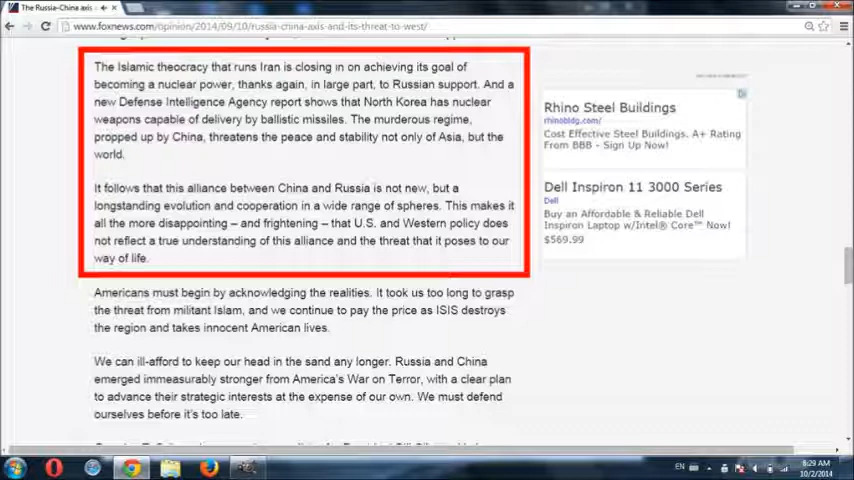 The Russia-China axis a
www.foxnews.com/opinion/2014/09/10/russia-china-axis-and-its-threat-to-west/
The Islamic theocracy that runs Iran is closing in on achieving its goal of
becoming a nuclear power, thanks again, in large part, to Russian support. And a
new Defense Intelligence Agency report shows that North Korea has nuclear
weapons capable of delivery by ballistic missiles. The murderous regime,
propped up by China, threatens the peace and stability not only of Asia, but the
world.
It follows that this alliance between China and Russia is not new, but a
longstanding evolution and cooperation in a wide range of spheres. This makes it
all the more disappointing – and frightening – that U.S. and Western policy does
not reflect a true understanding of this alliance and the threat that it poses to our
way of life.
Americans must begin by acknowledging the realities. It took us too long to grasp
the threat from militant Islam, and we continue to pay the price as ISIS destroys
the region and takes innocent American lives.
We can ill-afford to keep our head in the sand any longer. Russia and China
emerged immeasurably stronger from America's War on Terror, with a clear plan
to advance their strategic interests at the expense of our own. We must defend
ourselves before it's too late.
Rhino Steel Buildings
rhinobldg.com/
Cost Effective Steel Buildings. A+ Rating
From BBB - Sign Up Now!
Dell Inspiron 11 3000 Series
Dell
Buy an Affordable & Reliable Dell
Inspiron Laptop w/Intel® Core™ Now!
$569.99
EN
6:29 AM
10/2/2014